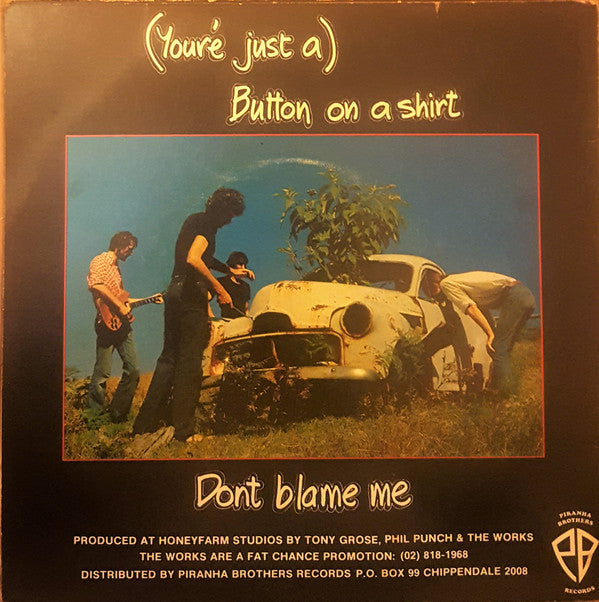 (Youré just a)
Button on a shirt
Dont blame me
PRODUCED AT HONEYFARM STUDIOS BY TONY GROSE, PHIL PUNCH & THE WORKS
THE WORKS ARE A FAT CHANCE PROMOTION: (02) 818-1968
DISTRIBUTED BY PIRANHA BROTHERS RECORDS P.O. BOX 99 CHIPPENDALE 2008
PIRANHA
BROTHERS
PB
RECORDS